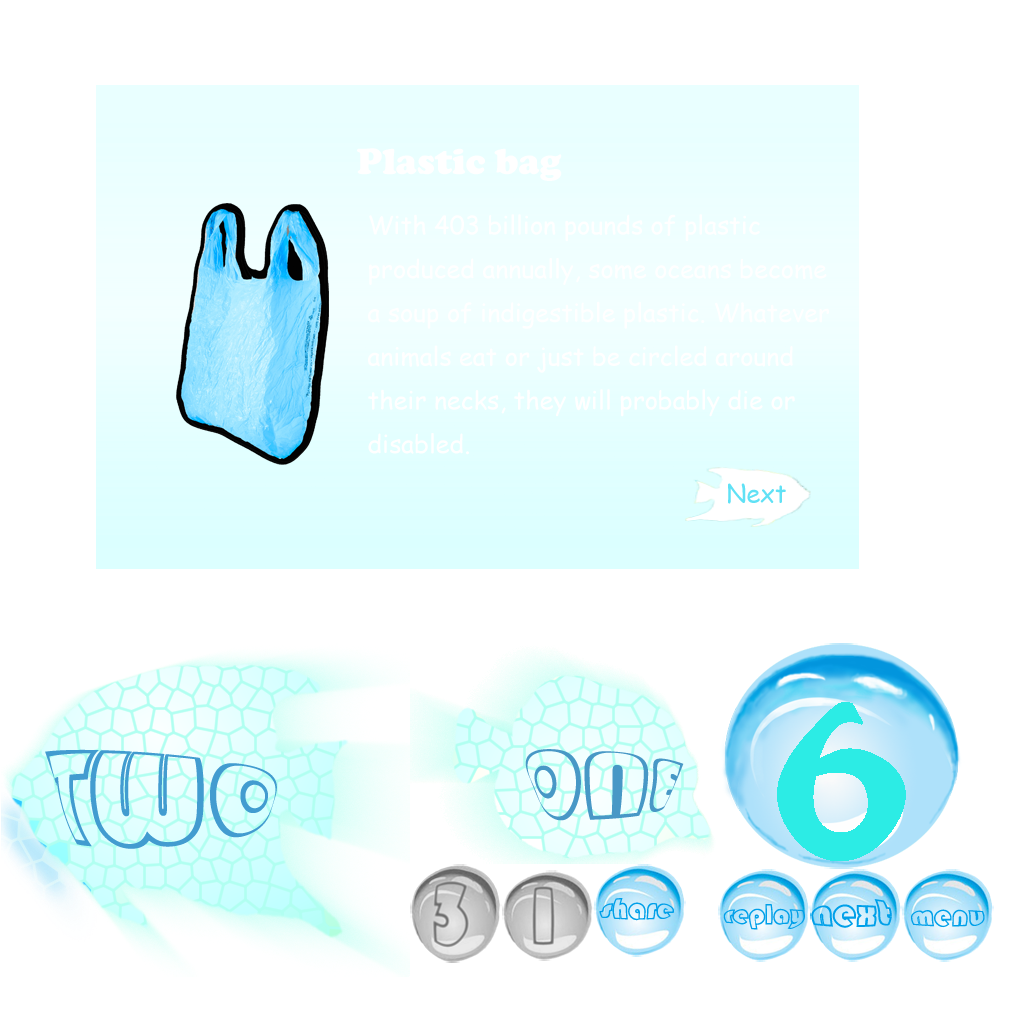 Plastic bag
With 403 billion pounds of plastic
produced annually, some oceans become
a soup of indigestible plastic. Whatever
animals eat or just be circled around
their necks, they will probably die or
disabled.
Next
TWO
ONE
6
3
1
share
replay
next
menu